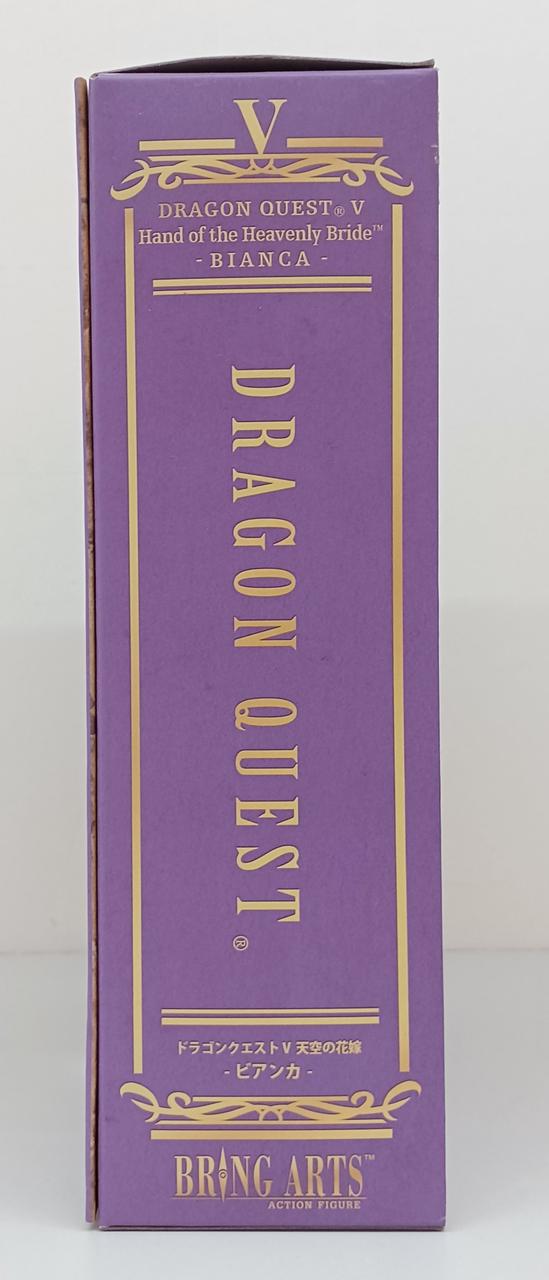 V
DRAGON QUEST® V
Hand of the Heavenly Bride™
- BIANCA -
DRAGON QUEST®
ドラゴンクエストV 天空の花嫁
- ビアンカ -
BRING ARTS™
ACTION FIGURE